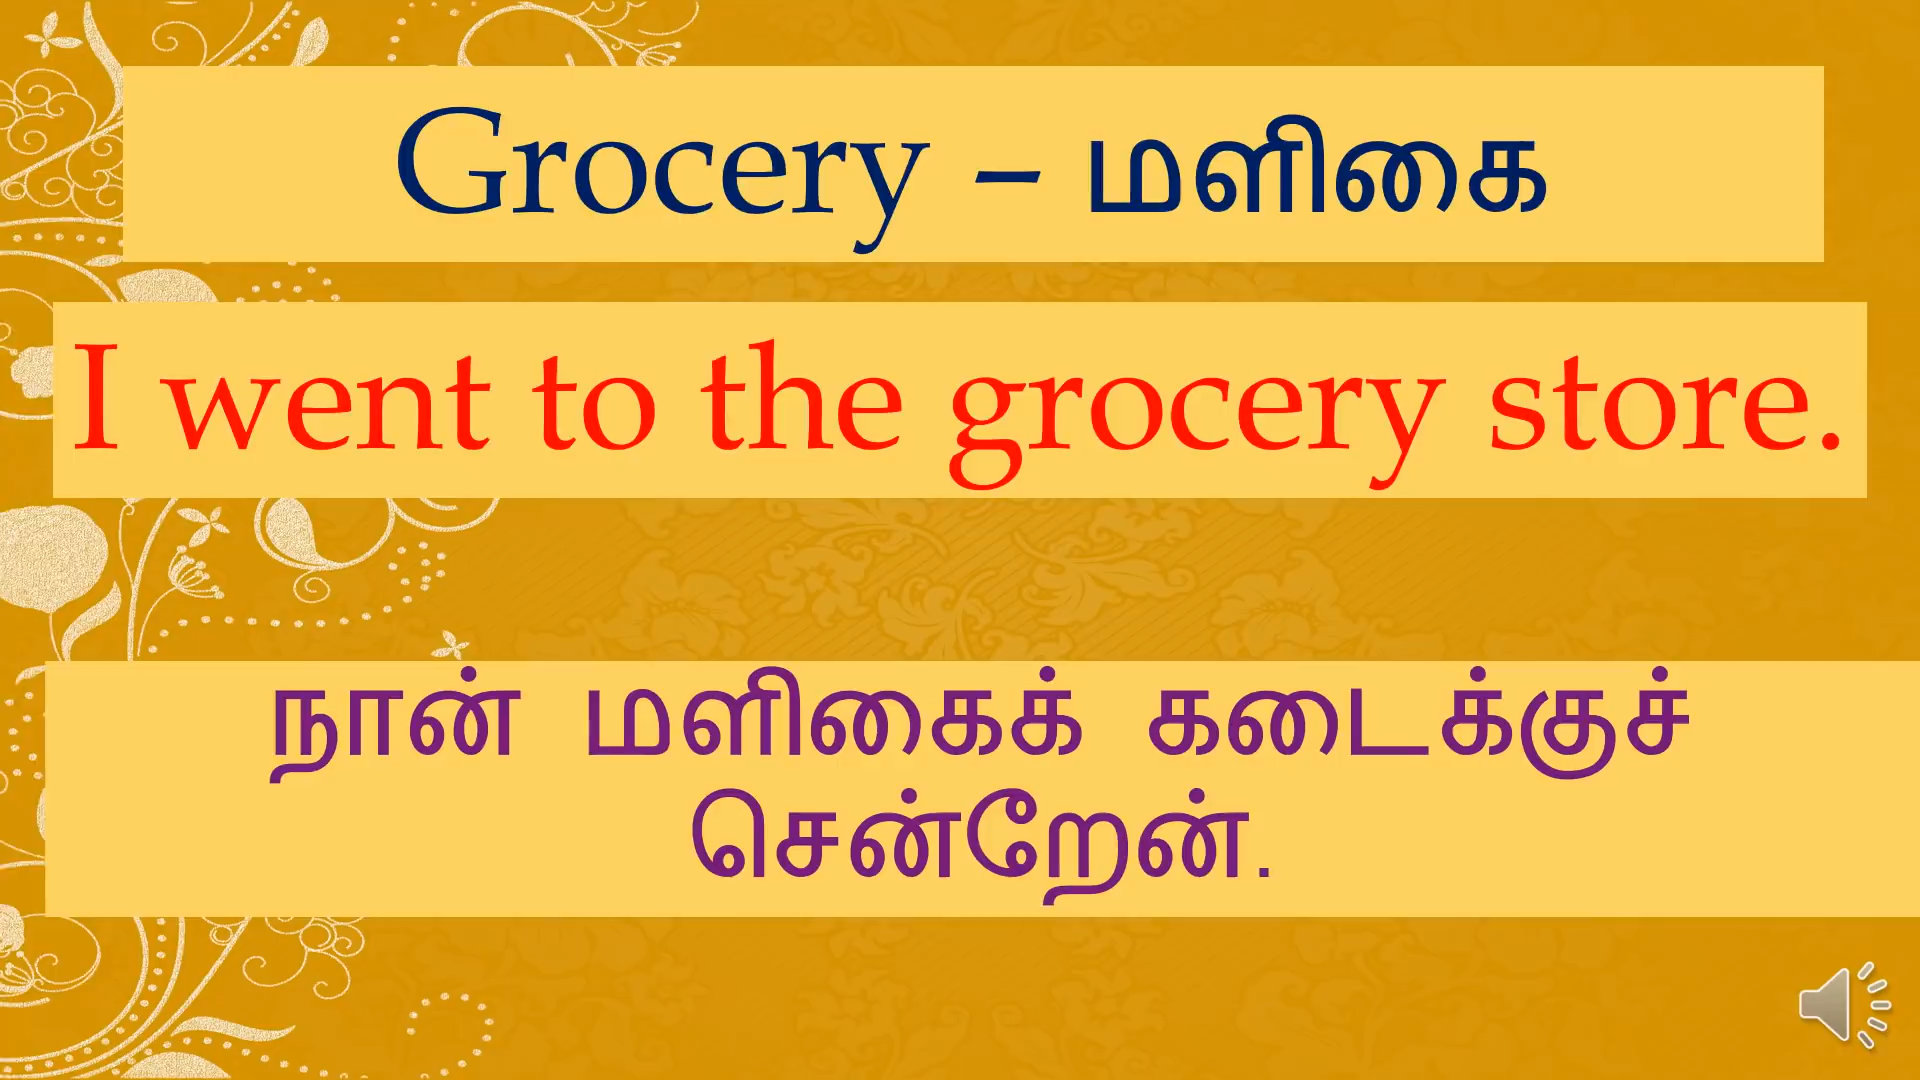 Grocery – மளிகை
I went to the grocery store.
நான் மளிகைக் கடைக்குச்
சென்றேன்.